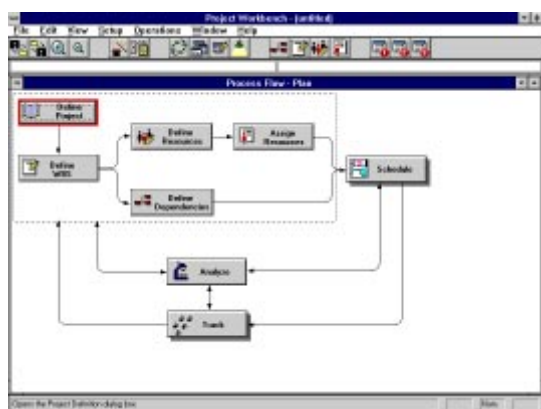 Project Workbench - [untitled]
File Edit View Setup Operations Window Help
Process Flow - Plan
Define
Project
Define
WBS
Define
Resources
Assign
Resources
Define
Dependencies
Schedule
Analyze
Track
Opens the Project Definition dialog box.
Num